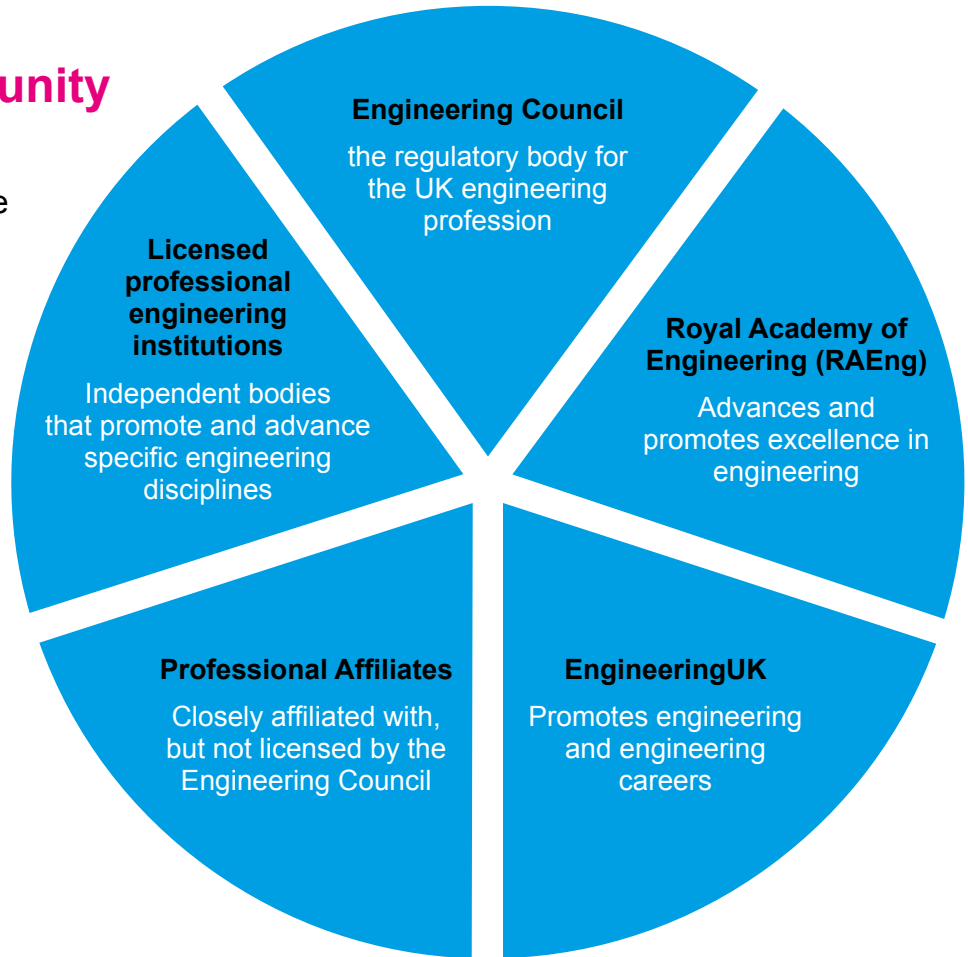 unity
e
Engineering Council
the regulatory body for
the UK engineering
profession
Royal Academy of
Engineering (RAEng)
Advances and
promotes excellence in
engineering
EngineeringUK
Promotes engineering
and engineering
careers
Professional Affiliates
Closely affiliated with,
but not licensed by the
Engineering Council
Licensed
professional
engineering
institutions
Independent bodies
that promote and advance
specific engineering
disciplines